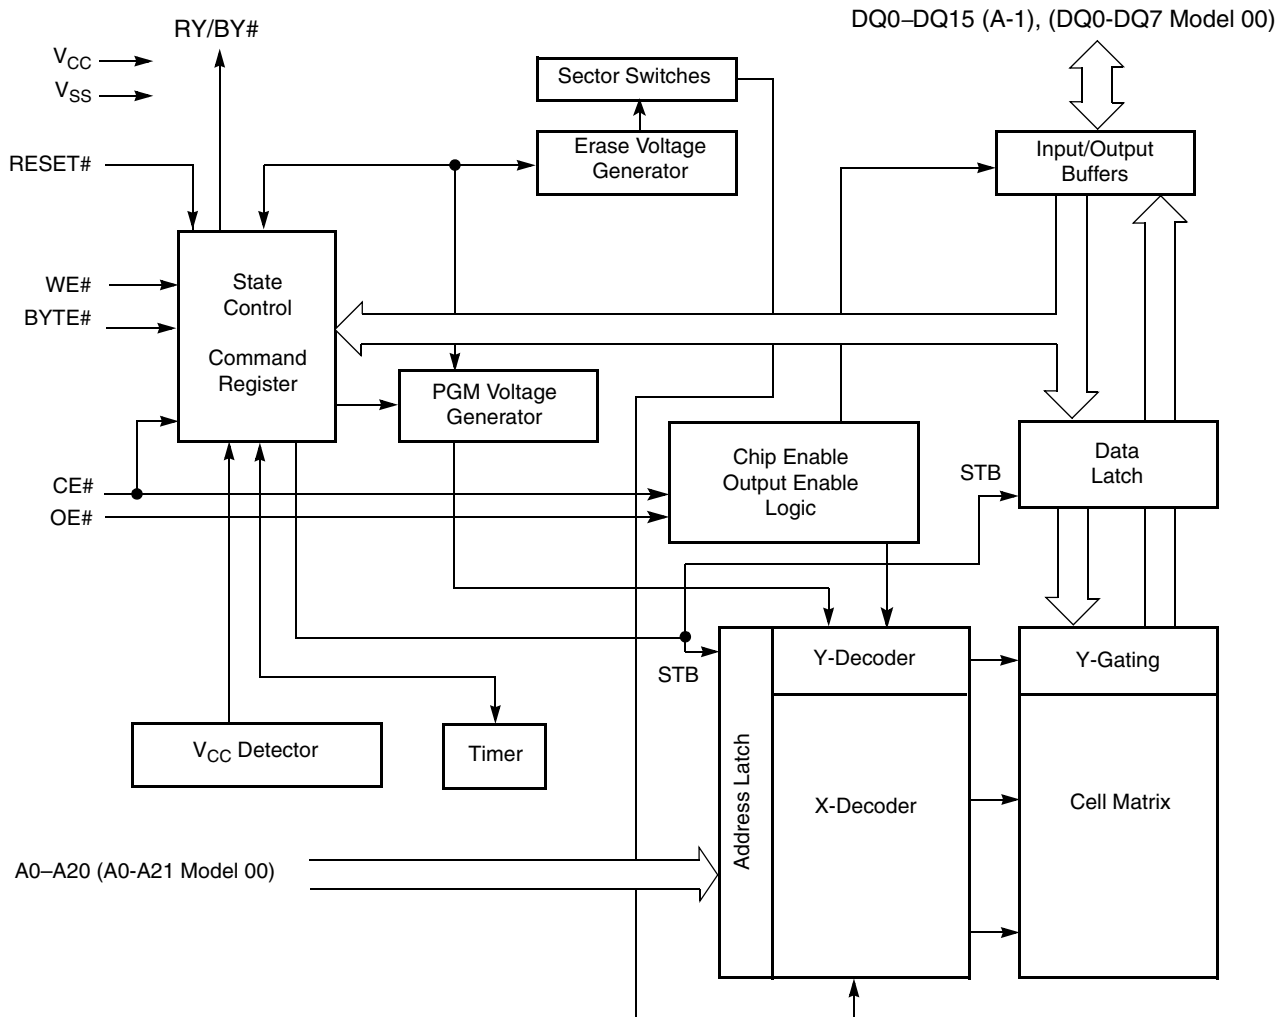 DQ0–DQ15 (A-1), (DQ0-DQ7 Model 00)
RY/BY#
VCC
VSS
Sector Switches
RESET#
Erase Voltage
Generator
Input/Output
Buffers
WE#
BYTE#
State
Control
Command
Register
PGM Voltage
Generator
CE#
OE#
Chip Enable
Output Enable
Logic
STB
Data
Latch
STB
Y-Decoder
Y-Gating
VCC Detector
Timer
Address Latch
X-Decoder
Cell Matrix
A0–A20 (A0-A21 Model 00)